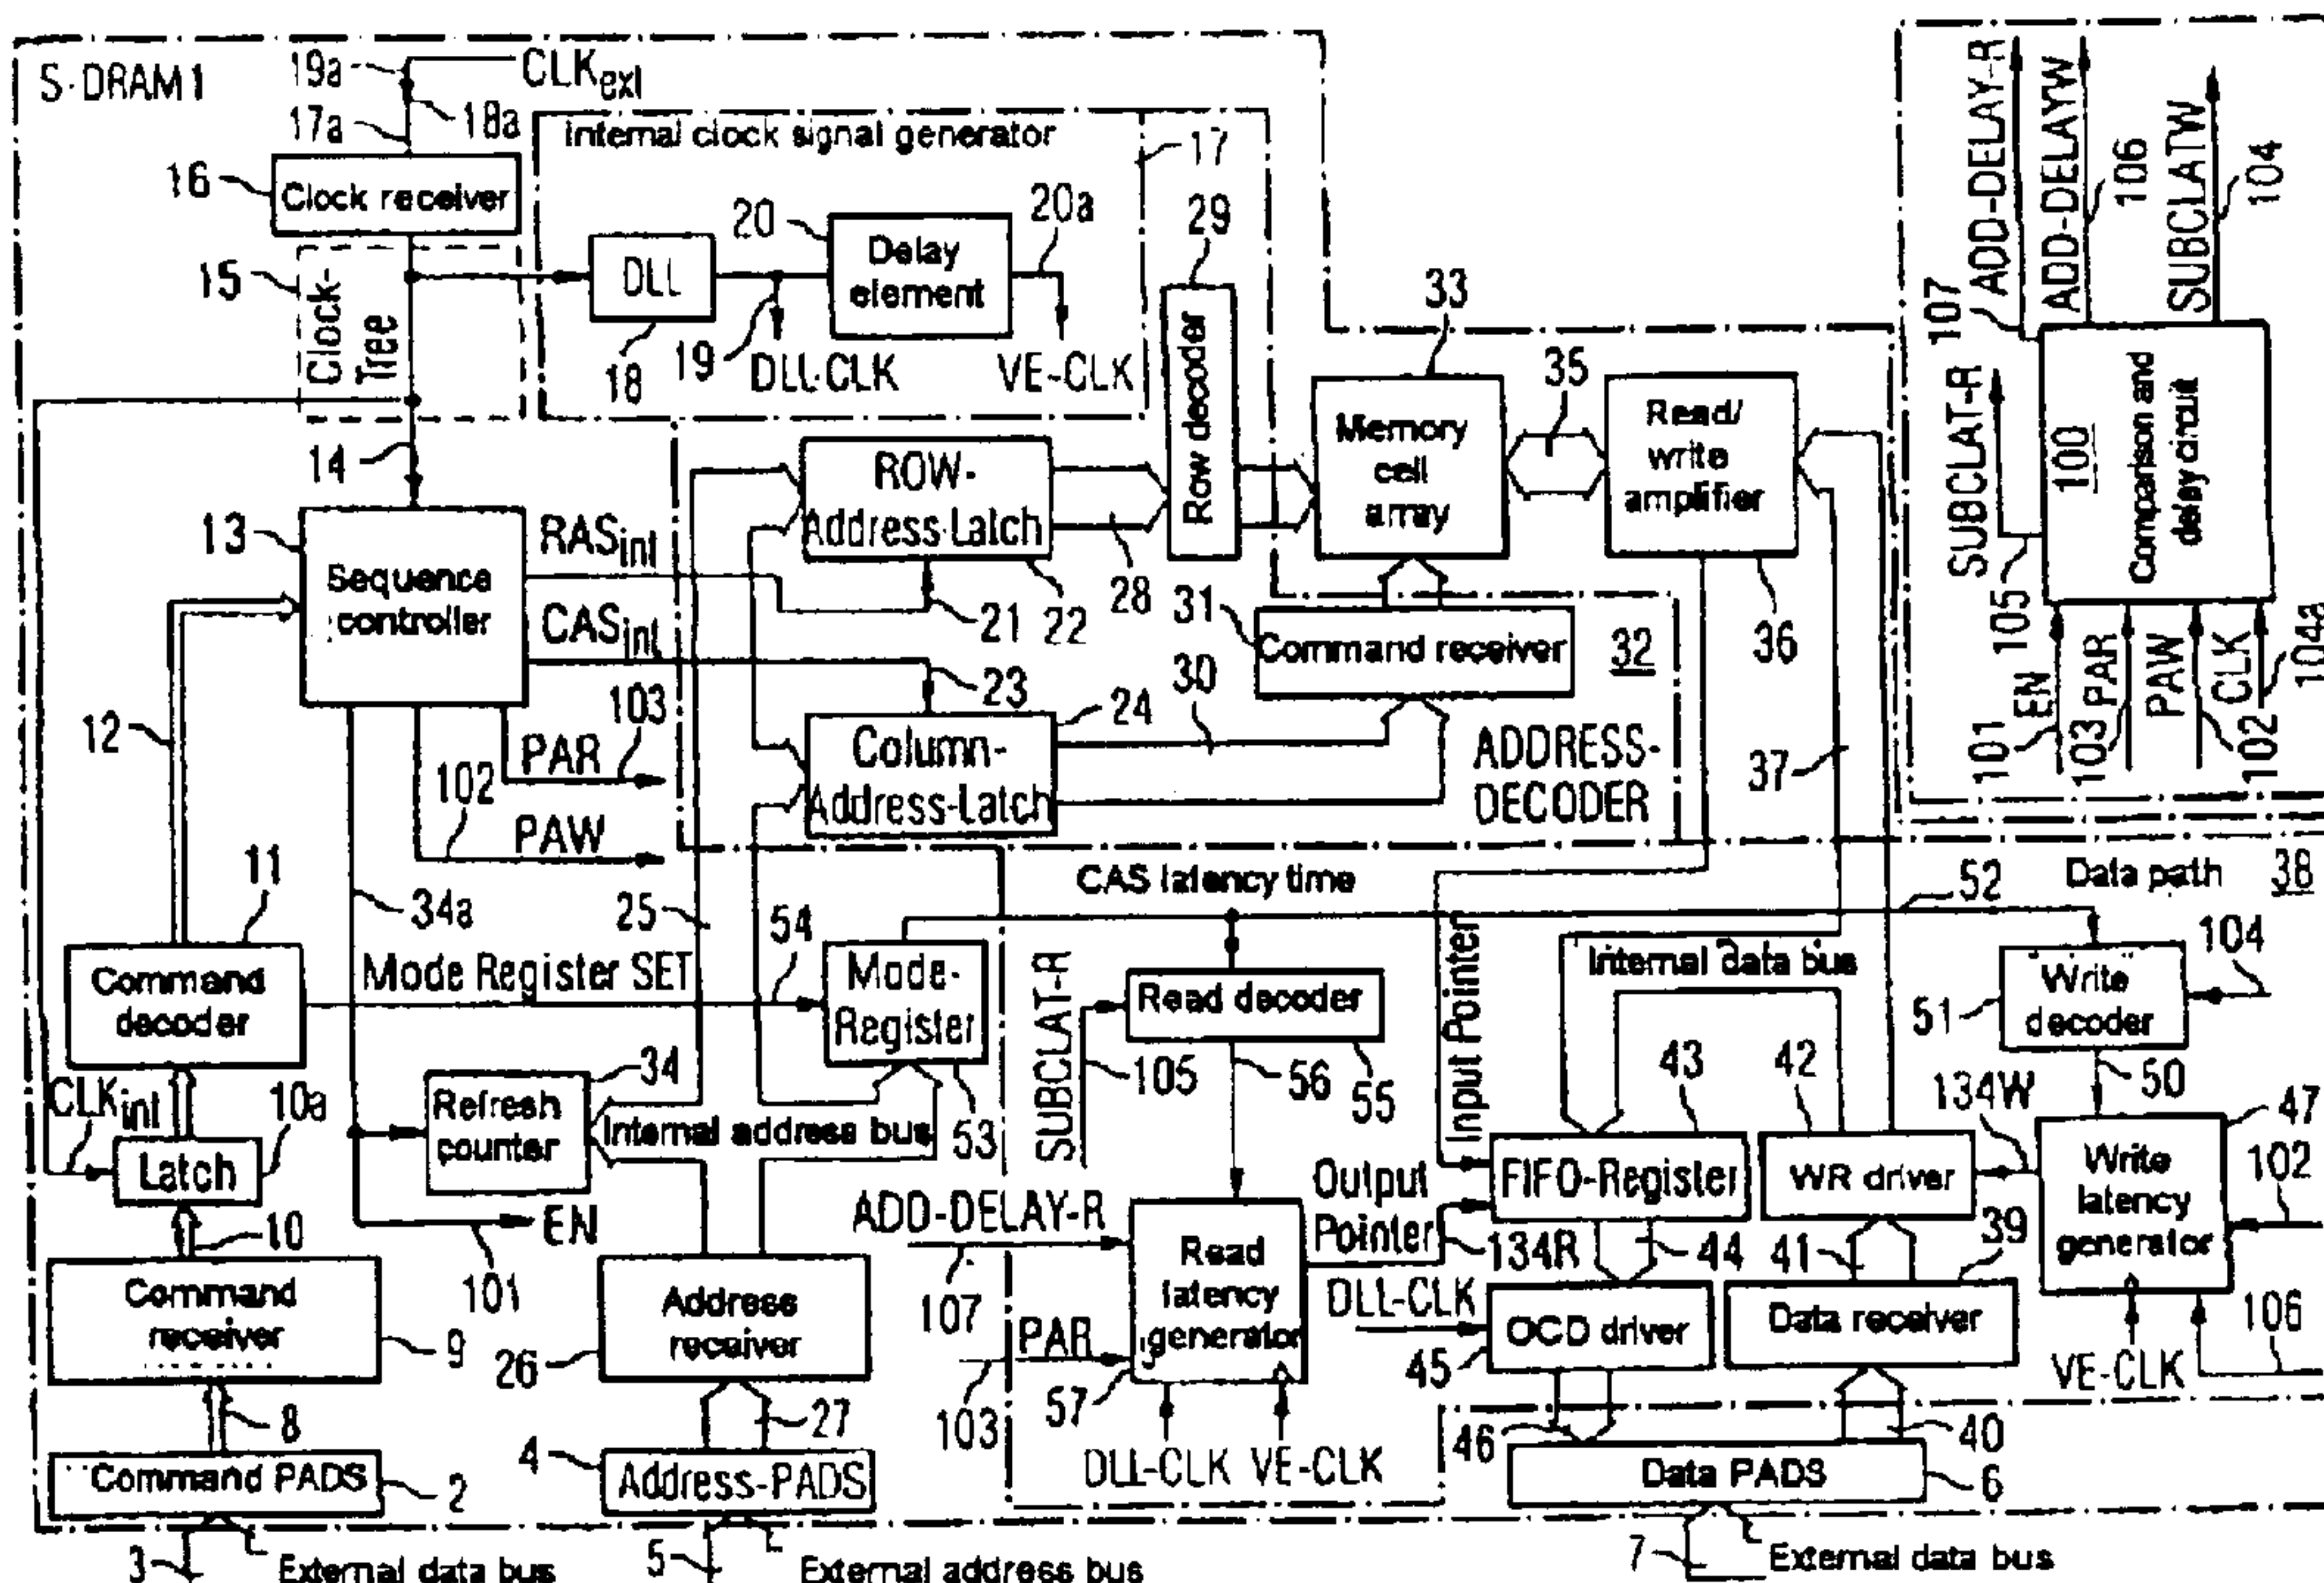 S-DRAM1
19a
CLK_ext
17a
18a
16
Clock receiver
15
Clock-
Tree
Internal clock signal generator
17
DLL
18
19
DLL-CLK
20
Delay
element
20a
VE-CLK
29
Row decoder
14
13
Sequence
controller
RAS_int
CAS_int
ROW-
Address-Latch
21
22
28
23
24
Column-
Address-Latch
30
31
Command receiver
32
ADDRESS-
DECODER
33
Memory
cell
array
35
Read/
write
amplifier
36
37
12
PAR
103
102
PAW
34a
25
107
ADD-DELAY-R
ADD-DELAYW
106
SUBCLATW
104
SUBCLAT-R
105
100
Comparison and
delay circuit
101
EN
103
PAR
PAW
102
CLK
104a
11
Command
decoder
Mode Register SET
54
Mode-
Register
53
CAS latency time
52
Data path
38
SUBCLAT-R
105
Read decoder
56
55
Input Pointer
Internal data bus
Write
decoder
51
104
50
CLK_int
10a
Latch
10
34
Refresh
counter
Internal address bus
EN
101
43
42
134W
47
FIFO-Register
WR driver
Write
latency
generator
102
ADD-DELAY-R
107
Read
latency
generator
Output
Pointer
134R
44
41
39
DLL-CLK
OCD driver
45
Data receiver
VE-CLK
106
PAR
103
57
DLL-CLK
VE-CLK
Command
receiver
9
Address
receiver
26
8
27
46
40
Command PADS
2
4
Address-PADS
Data PADS
6
3
External data bus
5
External address bus
7
External data bus